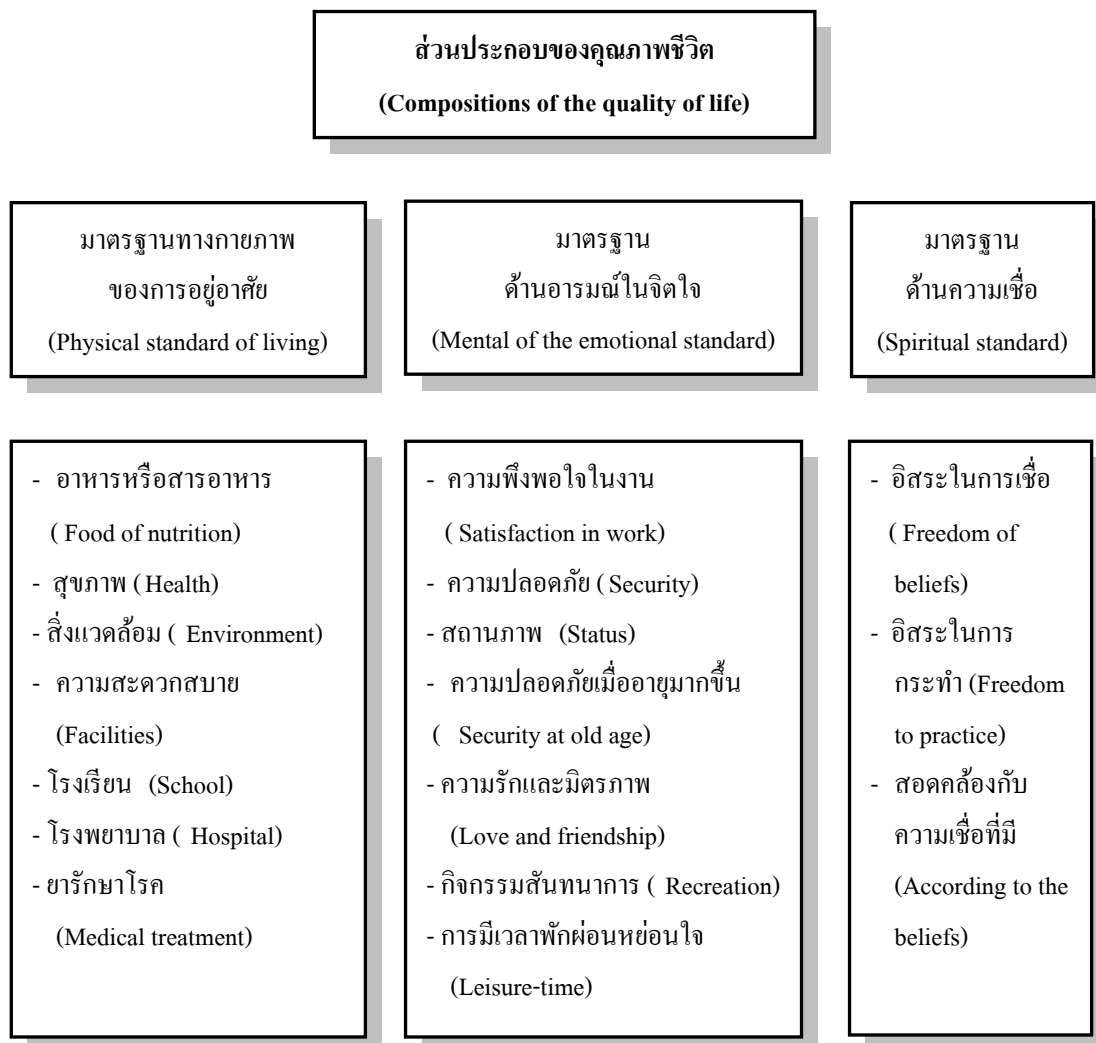 ส่วนประกอบของคุณภาพชีวิต
(Compositions of the quality of life)
มาตรฐานทางกายภาพ
ของการอยู่อาศัย
(Physical standard of living)
มาตรฐาน
ด้านอารมณ์ในจิตใจ
(Mental of the emotional standard)
มาตรฐาน
ด้านความเชื่อ
(Spiritual standard)
- อาหารหรือสารอาหาร
( Food of nutrition)
- สุขภาพ (Health)
- สิ่งแวดล้อม ( Environment)
- ความสะดวกสบาย
(Facilities)
- โรงเรียน (School)
- โรงพยาบาล ( Hospital)
- ยารักษาโรค
(Medical treatment)
- ความพึงพอใจในงาน
( Satisfaction in work)
- ความปลอดภัย ( Security)
- สถานภาพ (Status)
- ความปลอดภัยเมื่ออายุมากขึ้น
( Security at old age)
- ความรักและมิตรภาพ
(Love and friendship)
- กิจกรรมสันทนาการ ( Recreation)
- การมีเวลาพักผ่อนหย่อนใจ
(Leisure-time)
- อิสระในการเชื่อ
( Freedom of
beliefs)
- อิสระในการ
กระทำ (Freedom
to practice)
- สอดคล้องกับ
ความเชื่อที่มี
(According to the
beliefs)